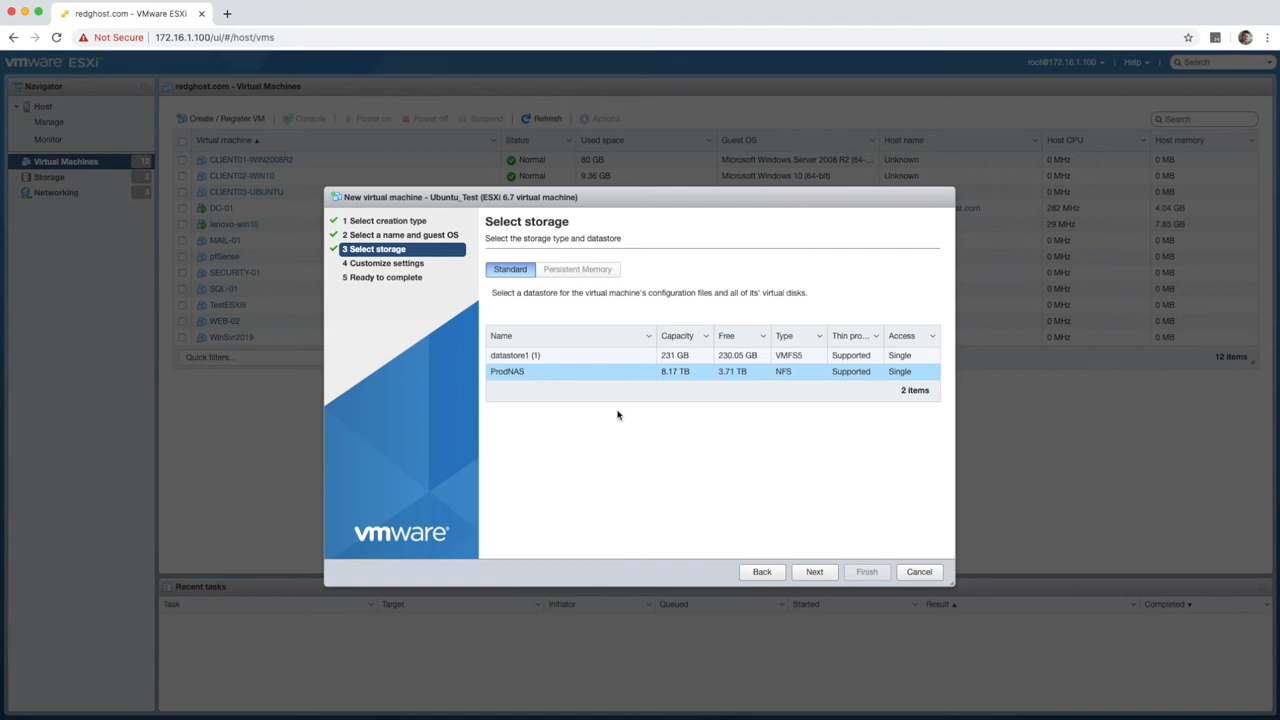 redghost.com - VMware ESXi
Not Secure 172.16.1.100/ui/#/host/vms
vmware ESXi
root@172.16.1.100 Help Search
Navigator
redghost.com - Virtual Machines
Host
Manage
Monitor
Virtual Machines 12
Storage 2
Networking 3
Create / Register VM Console Power on Power off Suspend Refresh Actions Search
Virtual machine Status Used space Guest OS Host name Host CPU Host memory
CLIENT01-WIN2008R2 Normal 80 GB Microsoft Windows Server 2008 R2 (64-... Unknown 0 MHz 0 MB
CLIENT02-WIN10 Normal 9.36 GB Microsoft Windows 10 (64-bit) Unknown 0 MHz 0 MB
CLIENT03-UBUNTU 0 MHz 0 MB
DC-01 st.com 282 MHz 4.04 GB
lenovo-win10 29 MHz 7.85 GB
MAIL-01 0 MHz 0 MB
pfSense 0 MHz 0 MB
SECURITY-01 0 MHz 0 MB
SQL-01 0 MHz 0 MB
TestESXi6 0 MHz 0 MB
WEB-02 0 MHz 0 MB
WinSvr2019 0 MHz 0 MB
Quick filters... 12 items
New virtual machine - Ubuntu_Test (ESXi 6.7 virtual machine)
1 Select creation type
2 Select a name and guest OS
3 Select storage
4 Customize settings
5 Ready to complete
vmware®
Select storage
Select the storage type and datastore
Standard Persistent Memory
Select a datastore for the virtual machine's configuration files and all of its' virtual disks.
Name Capacity Free Type Thin pro... Access
datastore1 (1) 231 GB 230.05 GB VMFS5 Supported Single
ProdNAS 8.17 TB 3.71 TB NFS Supported Single
2 items
Back Next Finish Cancel
Recent tasks
Task Target Initiator Queued Started Result Completed